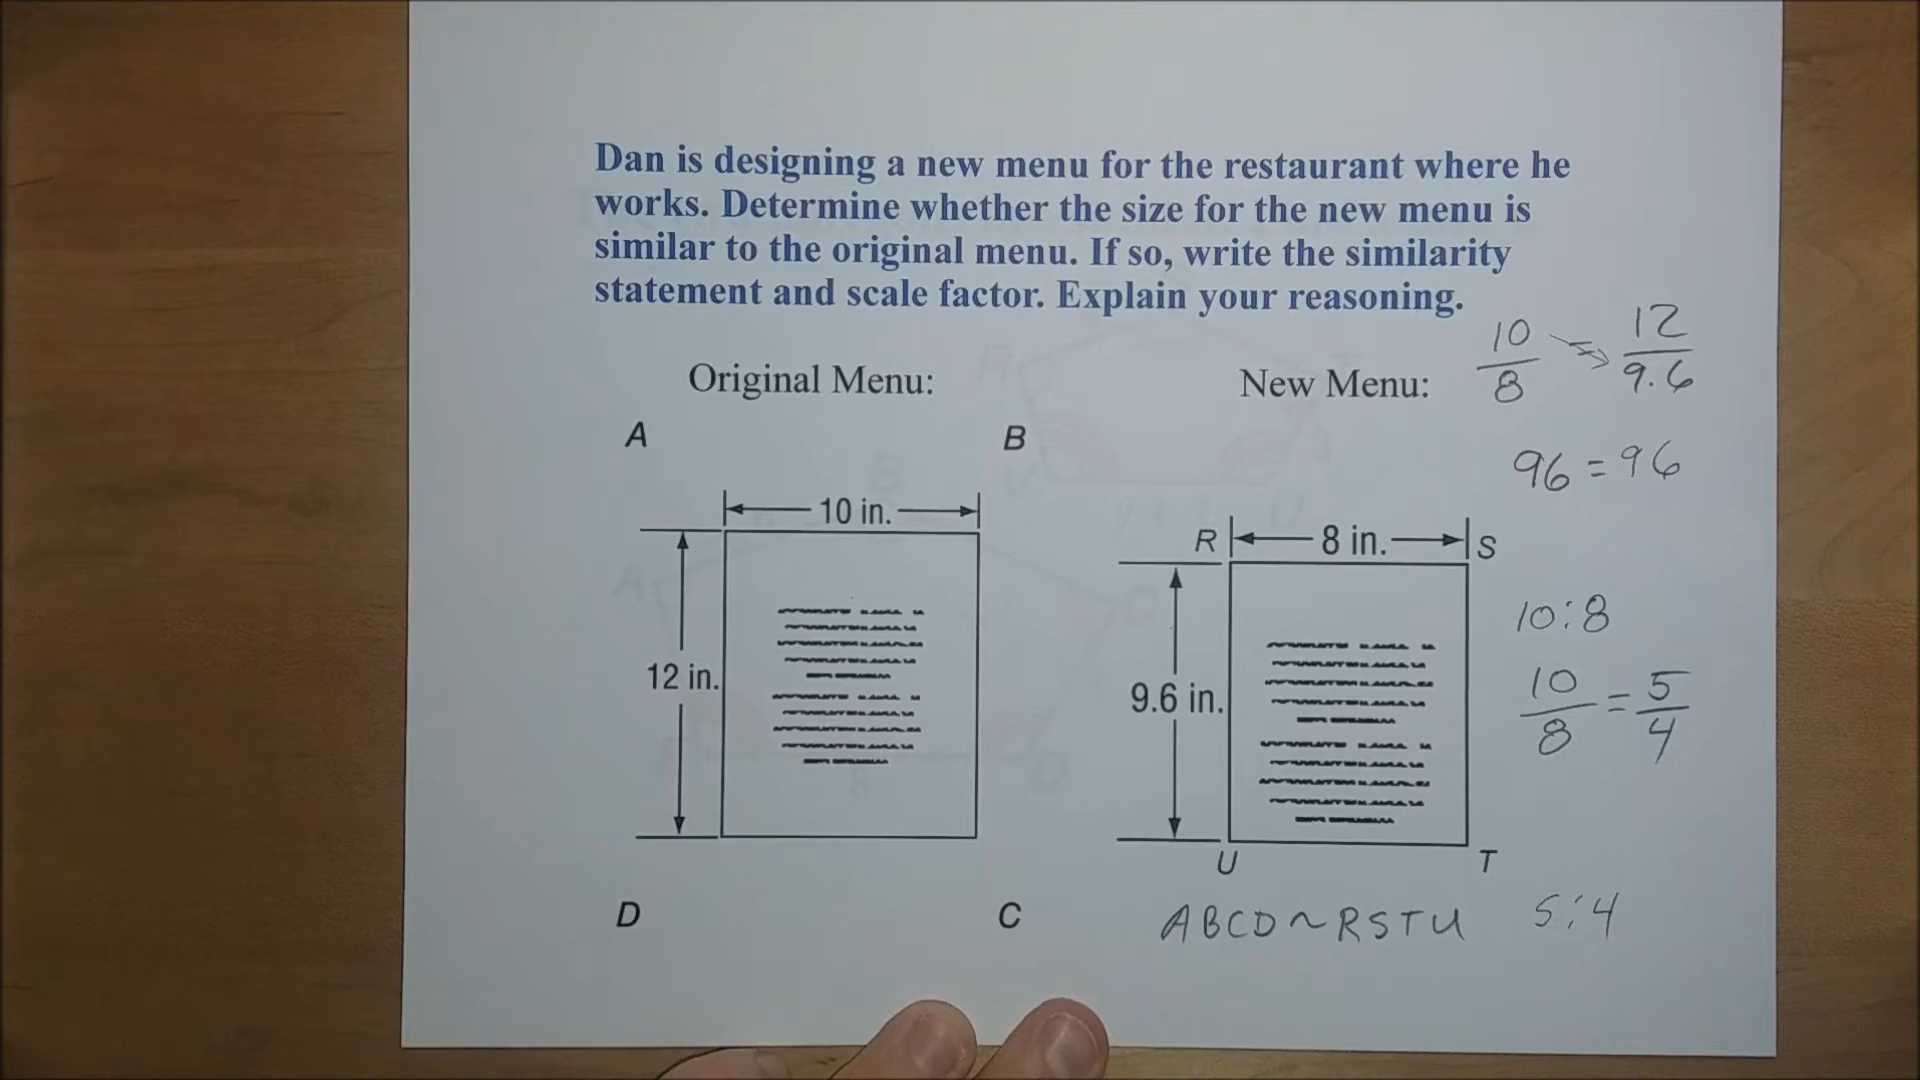 Dan is designing a new menu for the restaurant where he
works. Determine whether the size for the new menu is
similar to the original menu. If so, write the similarity
statement and scale factor. Explain your reasoning.
10/8 => 12/9.6
Original Menu:
New Menu:
A
B
96 = 96
10 in.
R
8 in.
S
10:8
12 in.
9.6 in.
10/8 = 5/4
U
T
D
C
ABCD~RSTU
5:4